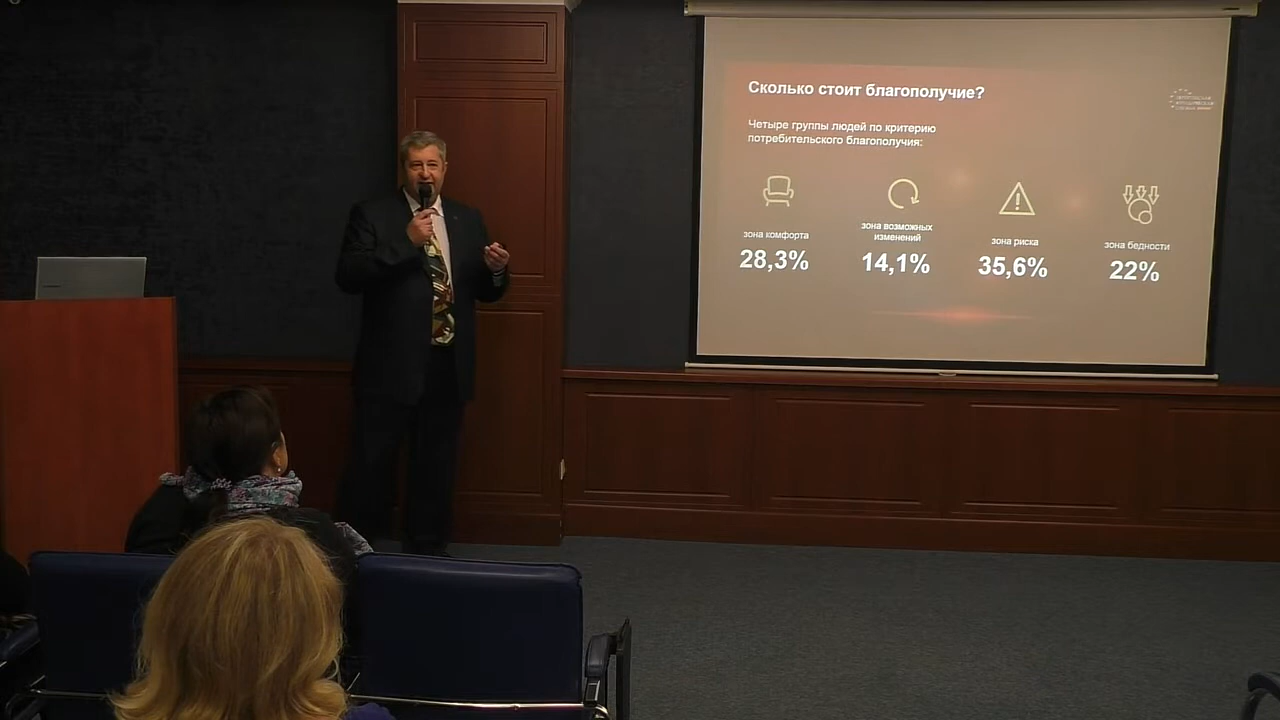 Сколько стоит благополучие?
Четыре группы людей по критерию
потребительского благополучия:
зона комфорта
28,3%
зона возможных
изменений
14,1%
зона риска
35,6%
зона бедности
22%